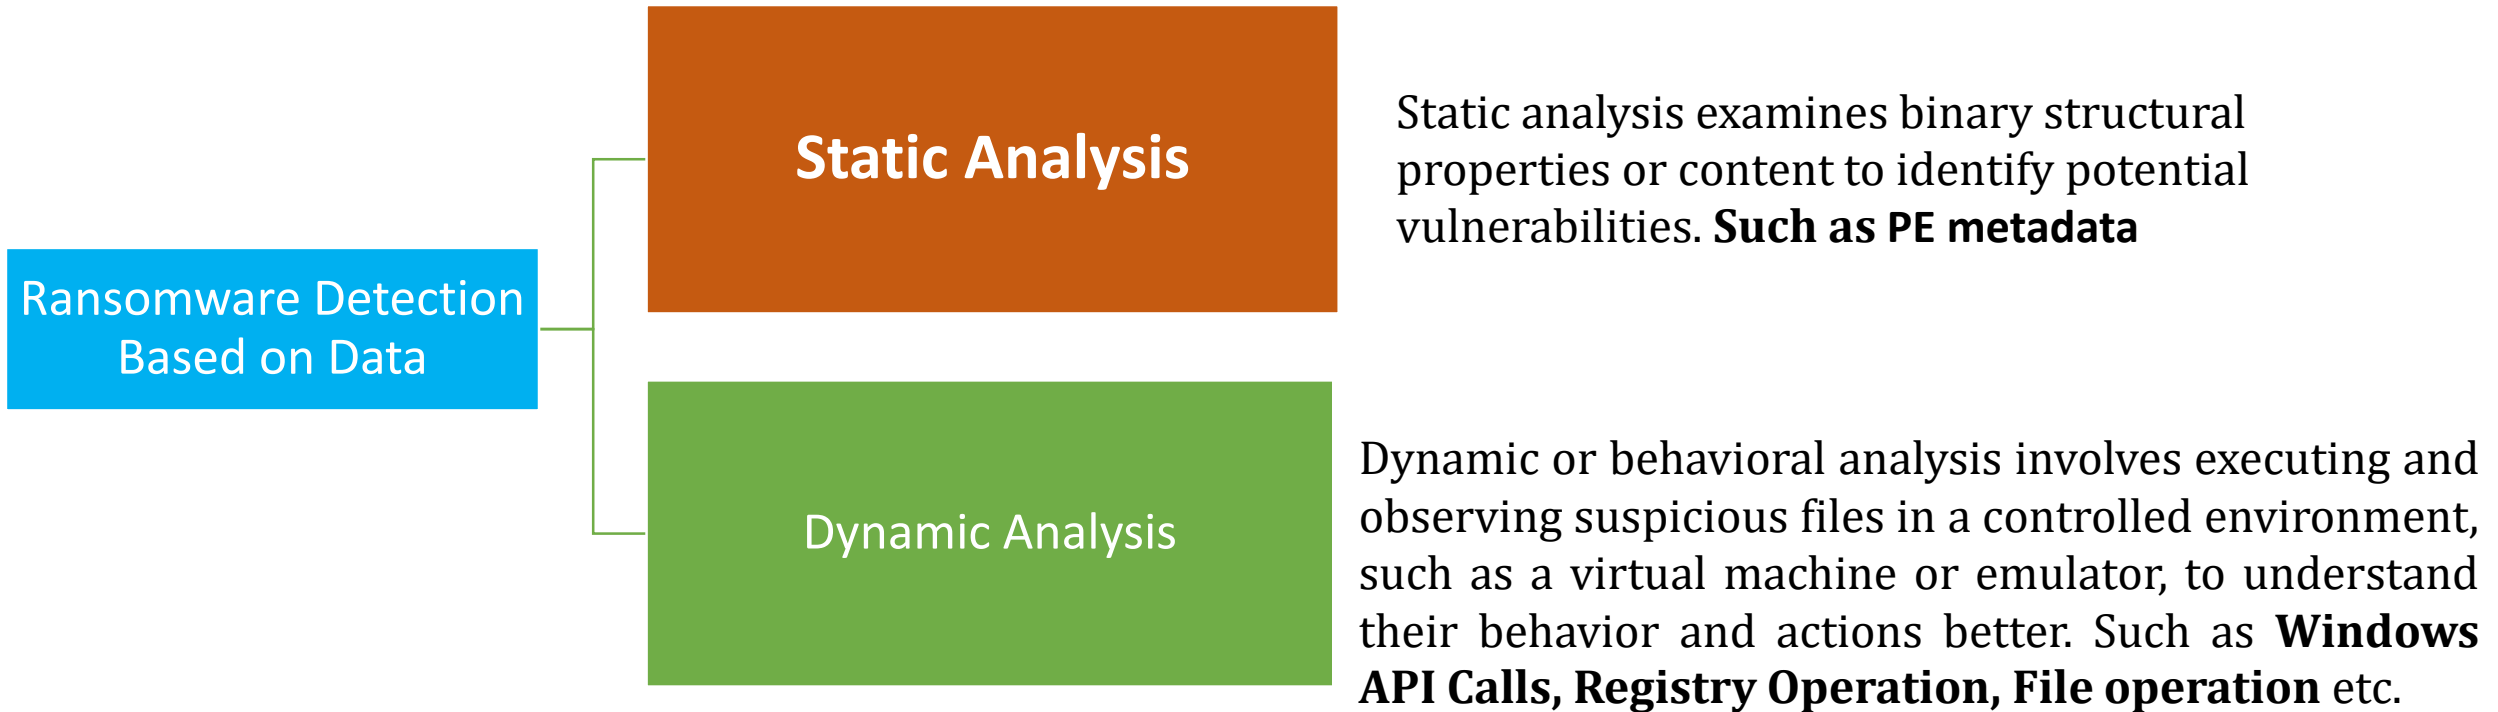 Ransomware Detection
Based on Data
Static Analysis
Static analysis examines binary structural
properties or content to identify potential
vulnerabilities. Such as PE metadata
Dynamic Analysis
Dynamic or behavioral analysis involves executing and
observing suspicious files in a controlled environment,
such as a virtual machine or emulator, to understand
their behavior and actions better. Such as Windows
API Calls, Registry Operation, File operation etc.